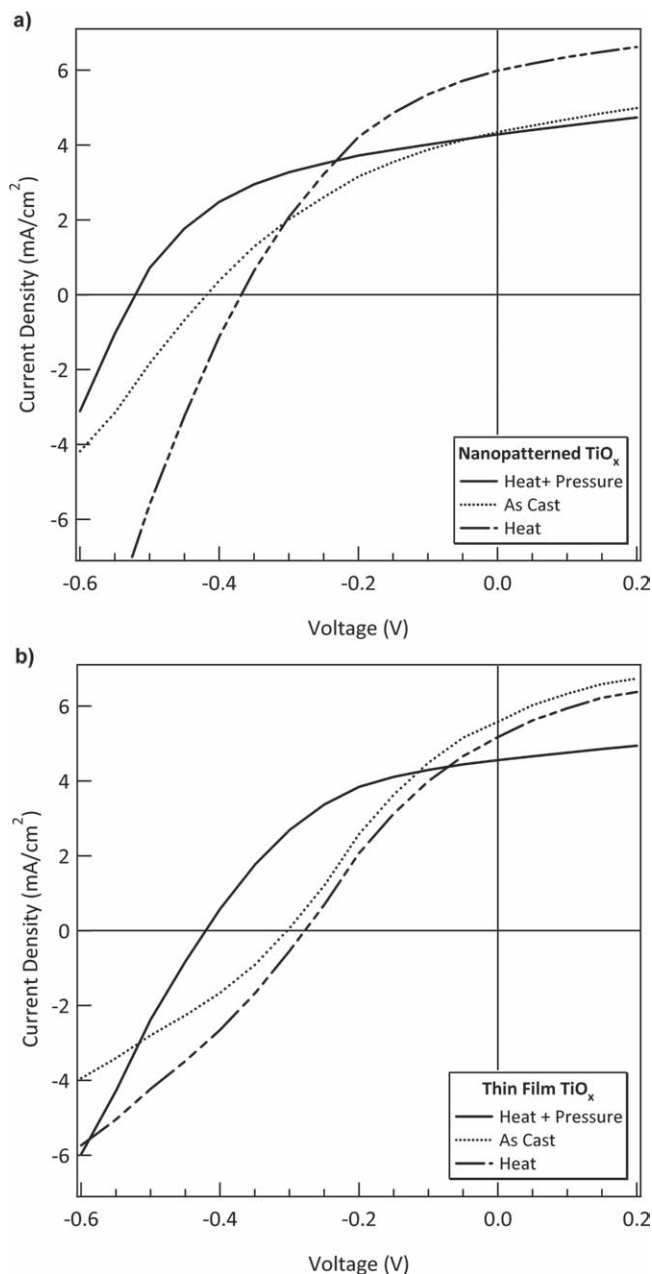 a)
6
4
2
0
-2
-4
-6
Current Density (mA/cm²)
Nanopatterned TiOₓ
Heat+ Pressure
As Cast
Heat
-0.6
-0.4
-0.2
0.0
0.2
Voltage (V)
b)
6
4
2
0
-2
-4
-6
Current Density (mA/cm²)
Thin Film TiOₓ
Heat + Pressure
As Cast
Heat
-0.6
-0.4
-0.2
0.0
0.2
Voltage (V)